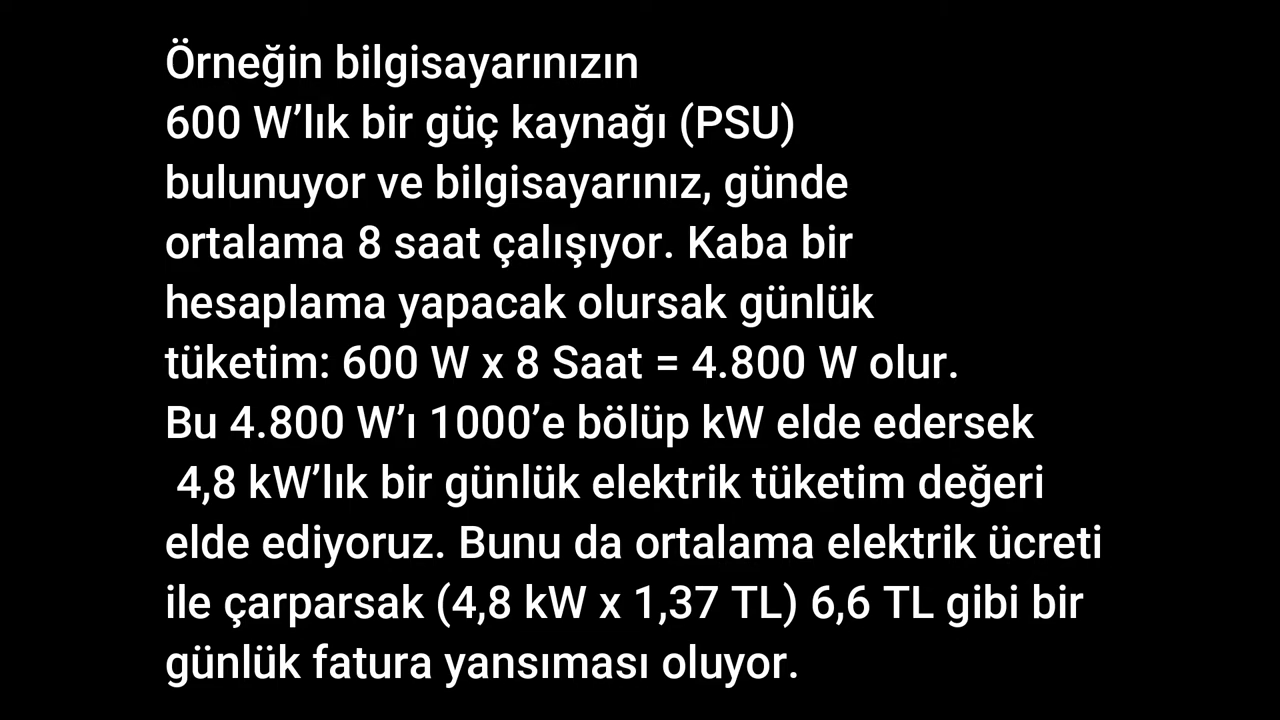 Örneğin bilgisayarınızın
600 W’lık bir güç kaynağı (PSU)
bulunuyor ve bilgisayarınız, günde
ortalama 8 saat çalışıyor. Kaba bir
hesaplama yapacak olursak günlük
tüketim: 600 W x 8 Saat = 4.800 W olur.
Bu 4.800 W’ı 1000’e bölüp kW elde edersek
4,8 kW’lık bir günlük elektrik tüketim değeri
elde ediyoruz. Bunu da ortalama elektrik ücreti
ile çarparsak (4,8 kW x 1,37 TL) 6,6 TL gibi bir
günlük fatura yansıması oluyor.